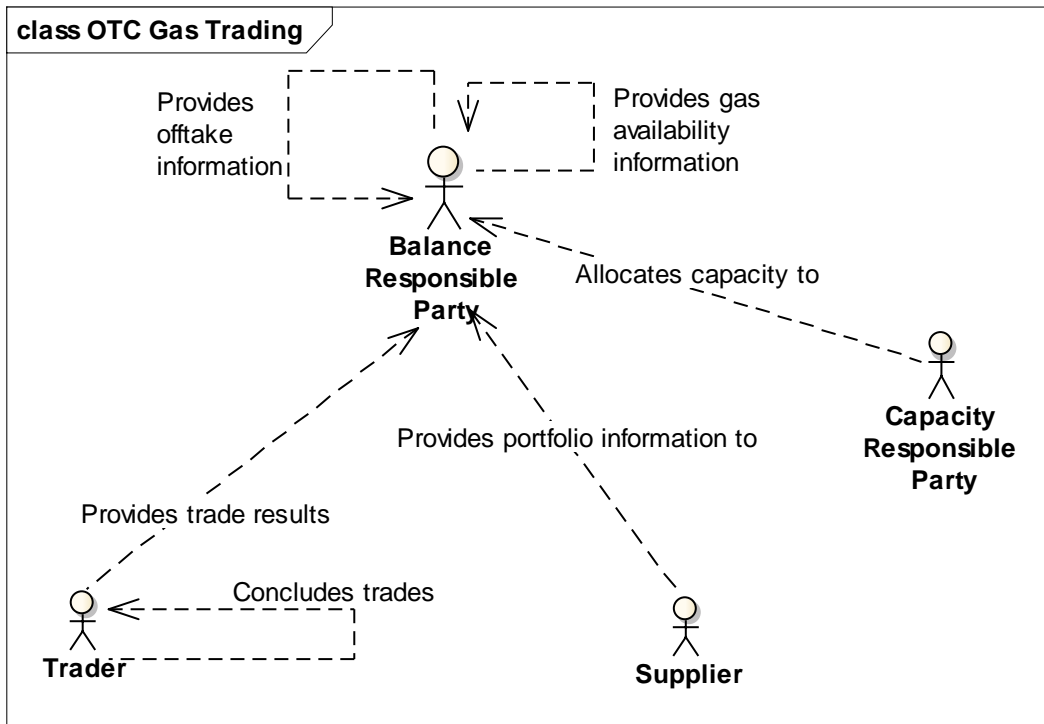 class OTC Gas Trading
Provides
offtake
information
Provides gas
availability
information
Balance
Responsible
Party
Allocates capacity to
Capacity
Responsible
Party
Provides portfolio information to
Provides trade results
Concludes trades
Trader
Supplier